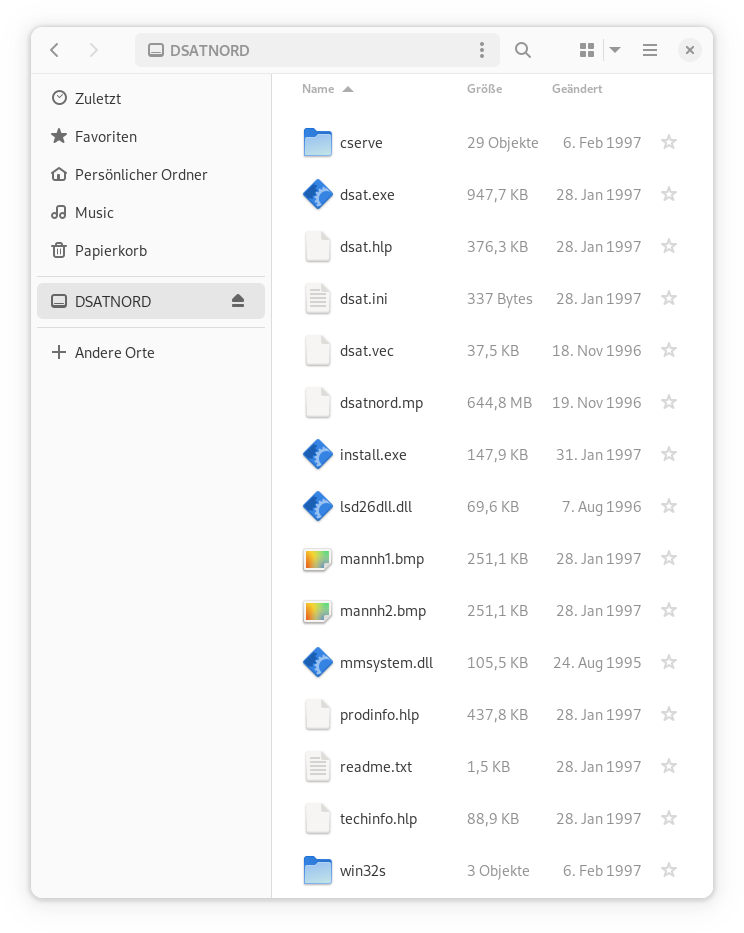 DSATNORD
Name Größe Geändert
Zuletzt
Favoriten
Persönlicher Ordner
Music
Papierkorb
DSATNORD
Andere Orte
cserve 29 Objekte 6. Feb 1997
dsat.exe 947,7 KB 28. Jan 1997
dsat.hlp 376,3 KB 28. Jan 1997
dsat.ini 337 Bytes 28. Jan 1997
dsat.vec 37,5 KB 18. Nov 1996
dsatnord.mp 644,8 MB 19. Nov 1996
install.exe 147,9 KB 31. Jan 1997
lsd26dll.dll 69,6 KB 7. Aug 1996
mannh1.bmp 251,1 KB 28. Jan 1997
mannh2.bmp 251,1 KB 28. Jan 1997
mmsystem.dll 105,5 KB 24. Aug 1995
prodinfo.hlp 437,8 KB 28. Jan 1997
readme.txt 1,5 KB 28. Jan 1997
techinfo.hlp 88,9 KB 28. Jan 1997
win32s 3 Objekte 6. Feb 1997